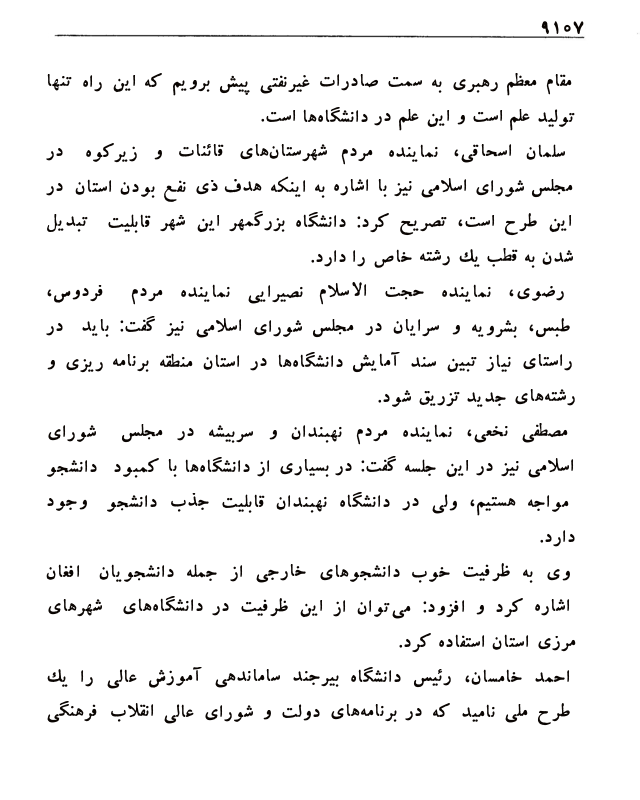 ۹۱۰۷
مقام معظم رهبری به سمت صادرات غیرنفتی پیش برویم که این راه تنها
تولید علم است و این علم در دانشگاه‌ها است.
سلمان اسحاقی، نماینده مردم شهرستان‌های قائنات و زیرکوه در
مجلس شورای اسلامی نیز با اشاره به اینکه هدف ذی نفع بودن استان در
این طرح است، تصریح کرد: دانشگاه بزرگمهر این شهر قابلیت تبدیل
شدن به قطب یك رشته خاص را دارد.
رضوی، نماینده حجت الاسلام نصیرایی نماینده مردم فردوس،
طبس، بشرویه و سرایان در مجلس شورای اسلامی نیز گفت: باید در
راستای نیاز تبین سند آمایش دانشگاه‌ها در استان منطقه برنامه ریزی و
رشته‌های جدید تزریق شود.
مصطفی نخعی، نماینده مردم نهبندان و سربیشه در مجلس شورای
اسلامی نیز در این جلسه گفت: در بسیاری از دانشگاه‌ها با کمبود دانشجو
مواجه هستیم، ولی در دانشگاه نهبندان قابلیت جذب دانشجو وجود
دارد.
وی به ظرفیت خوب دانشجوهای خارجی از جمله دانشجویان افغان
اشاره کرد و افزود: می‌توان از این ظرفیت در دانشگاه‌های شهرهای
مرزی استان استفاده کرد.
احمد خامسان، رئیس دانشگاه بیرجند ساماندهی آموزش عالی را یك
طرح ملی نامید که در برنامه‌های دولت و شورای عالی انقلاب فرهنگی